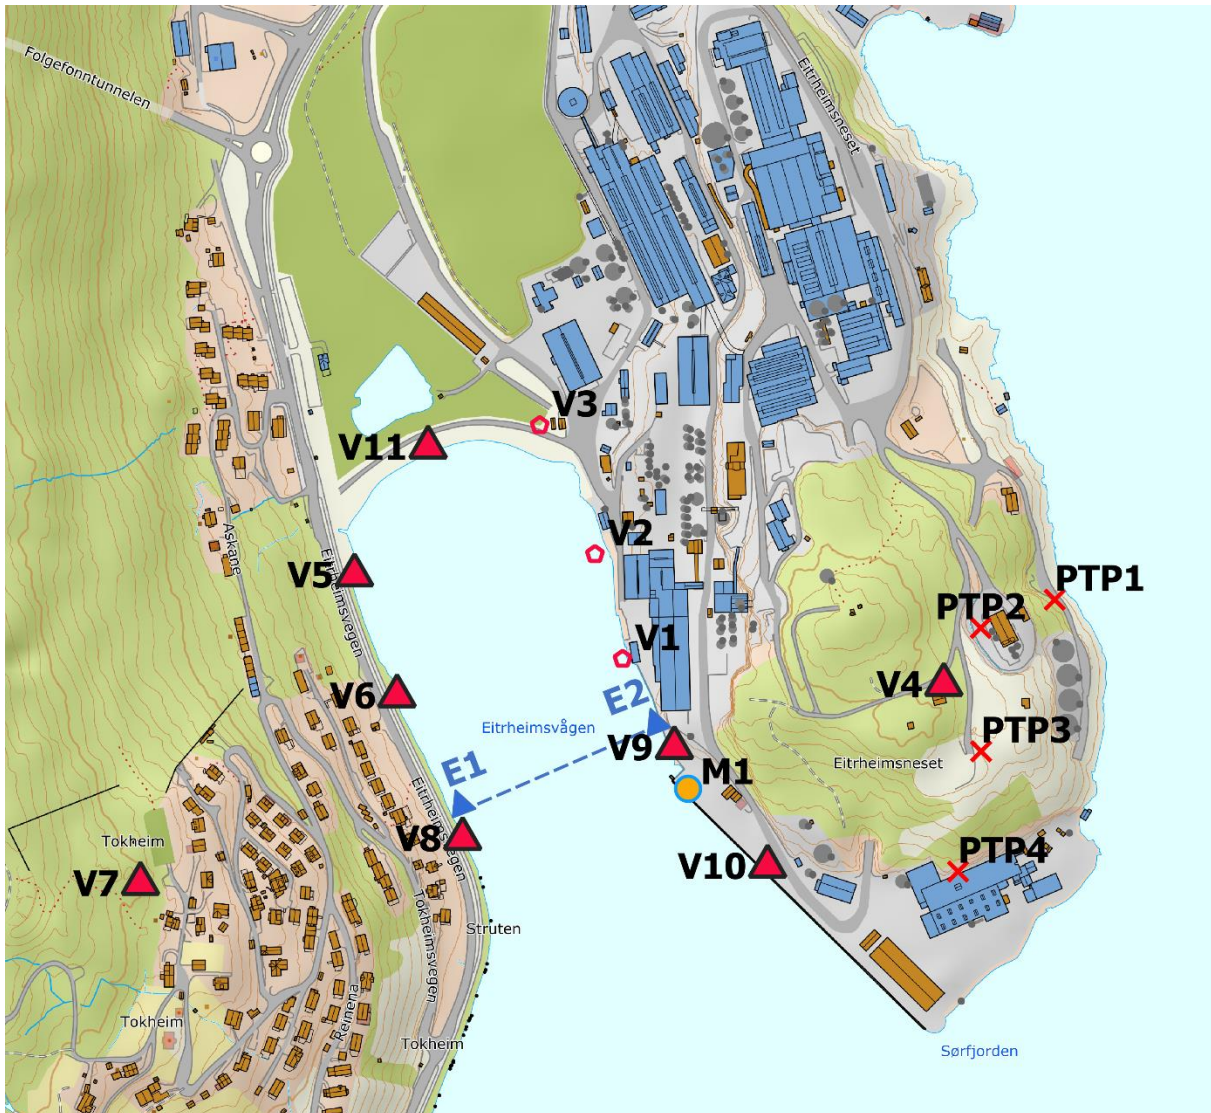 Folgefonntunnelen
Eitrheimsneset
V3
V11
V2
Askane
Eitrheimsvegen
V5
PTP1
PTP2
V1
V6
E2
V4
Eitrheimsvågen
V9
PTP3
Eitrheimsneset
E1
M1
Eitrheimsvegen
V8
Tokheim
V10
PTP4
V7
Tokheimsvegen
Struten
Reinena
Tokheim
Tokheim
Sørfjorden